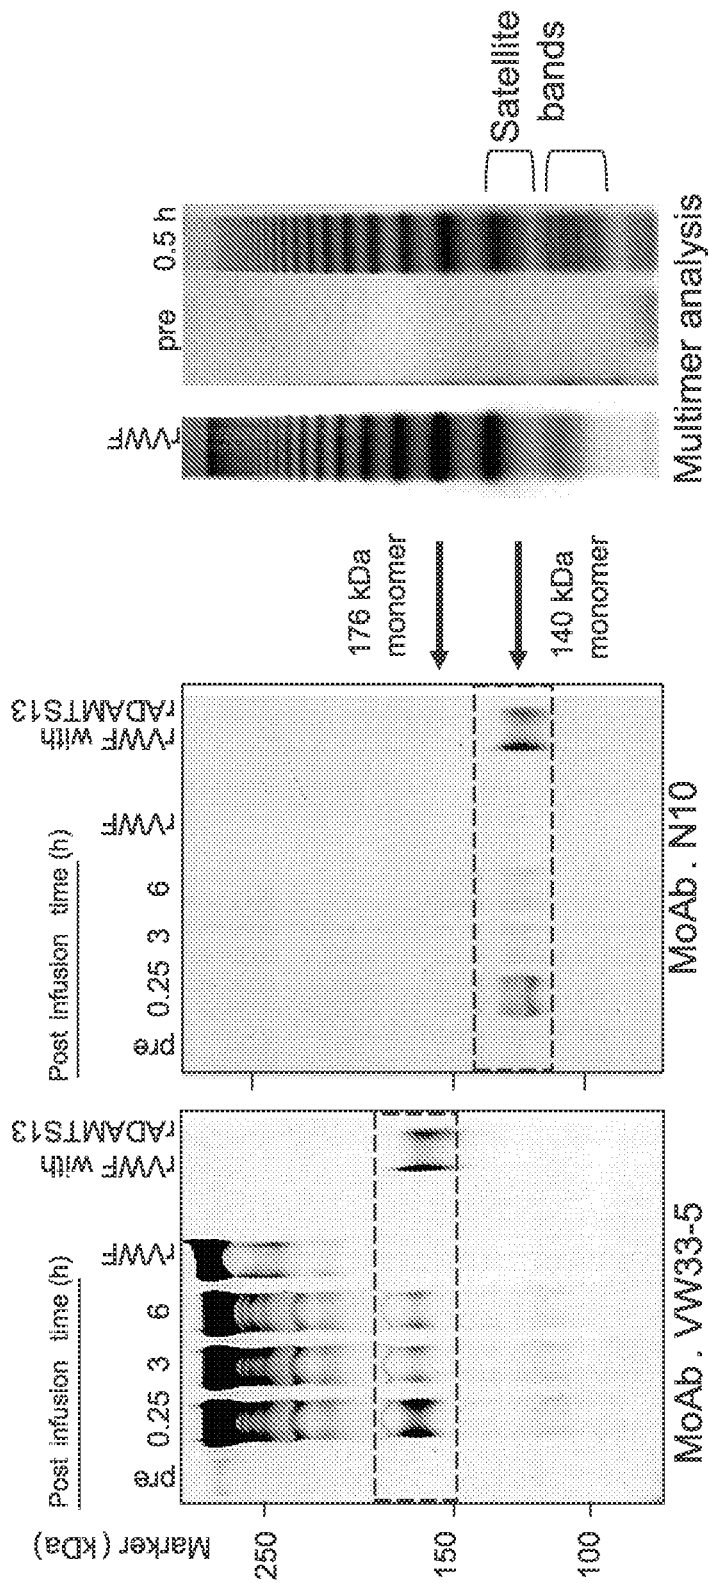 Marker (kDa)
250
150
100
Post infusion time (h)
pre
0.25
3
6
rVWF
rVWF with
rADAMTS13
MoAb. VW33-5
Post infusion time (h)
pre
0.25
3
6
rVWF
rVWF with
rADAMTS13
MoAb. N10
176 kDa
monomer
140 kDa
monomer
rVWF
pre
0.5 h
Multimer analysis
Satellite
bands